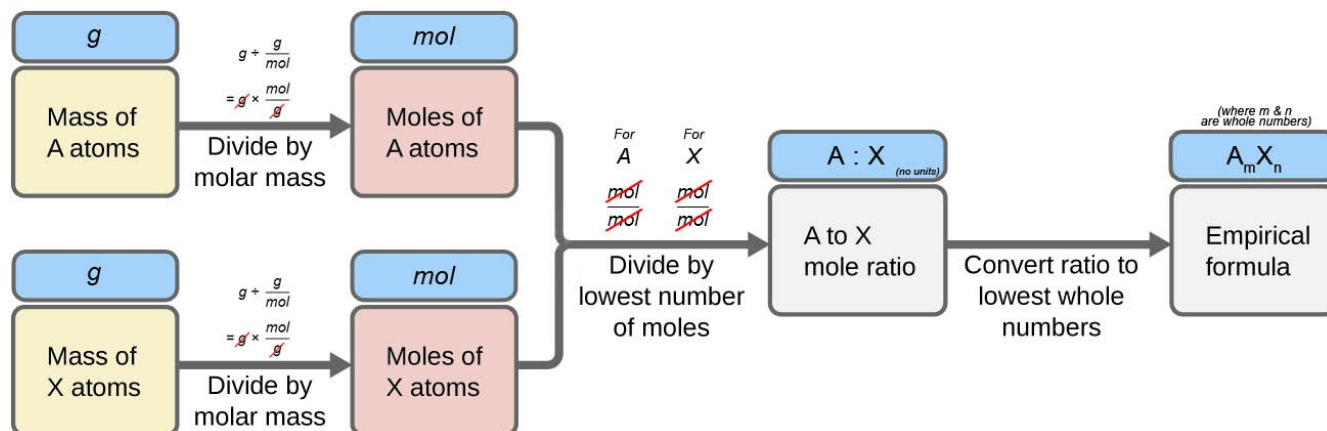 g
g ÷ g/mol
= g × mol/g
Mass of
A atoms
Divide by
molar mass
mol
Moles of
A atoms
g
g ÷ g/mol
= g × mol/g
Mass of
X atoms
Divide by
molar mass
mol
Moles of
X atoms
For
A
mol
mol
For
X
mol
mol
Divide by
lowest number
of moles
A : X
(no units)
A to X
mole ratio
Convert ratio to
lowest whole
numbers
(where m & n
are whole numbers)
AₘXₙ
Empirical
formula